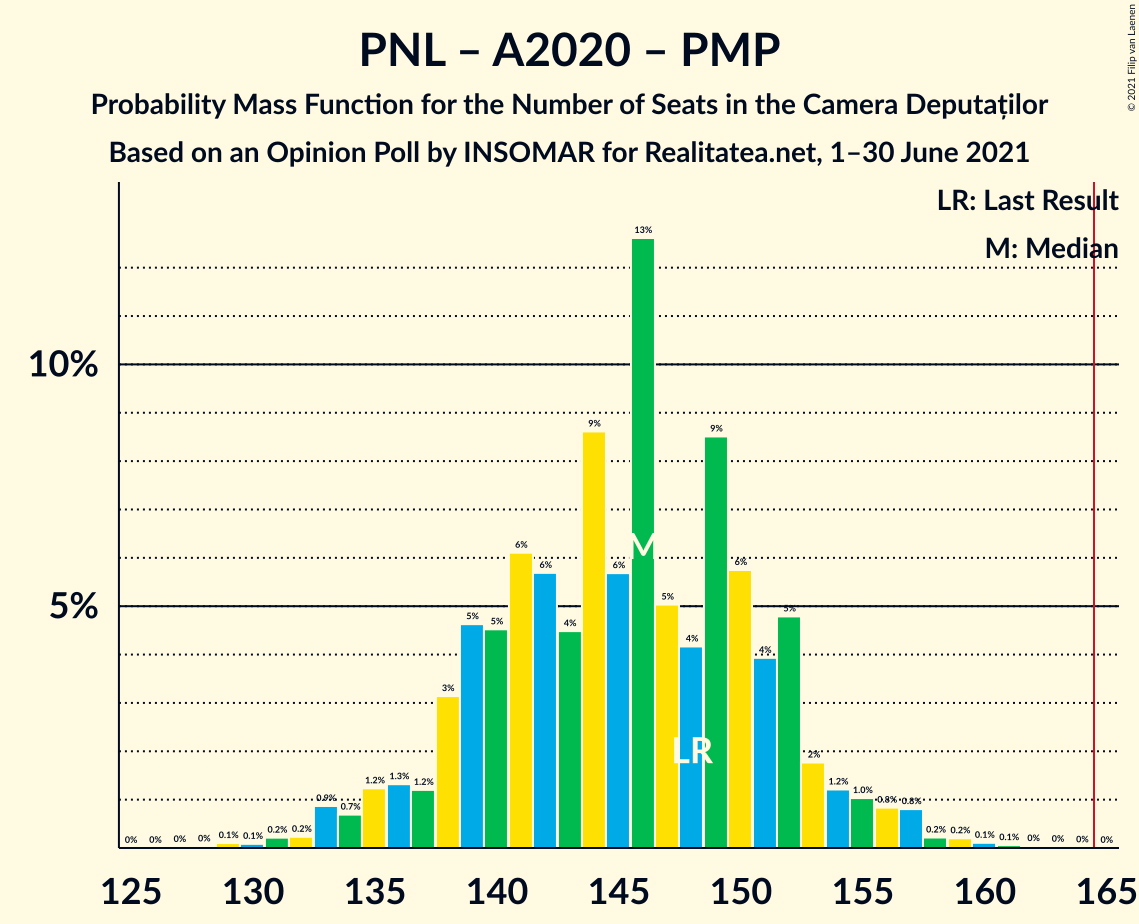 PNL – A2020 – PMP
Probability Mass Function for the Number of Seats in the Camera Deputaților
Based on an Opinion Poll by INSOMAR for Realitatea.net, 1–30 June 2021
© 2021 Filip van Laenen
LR: Last Result
M: Median
10%
5%
0% 0% 0% 0% 0.1% 0.1% 0.2% 0.2% 0.9% 0.7% 1.2% 1.3% 1.2% 3% 5% 5% 6% 6% 4% 9% 6% 13% 5% 4% 9% 6% 4% 5% 2% 1.2% 1.0% 0.8% 0.8% 0.2% 0.2% 0.1% 0.1% 0% 0% 0% 0%
M
LR
125 130 135 140 145 150 155 160 165